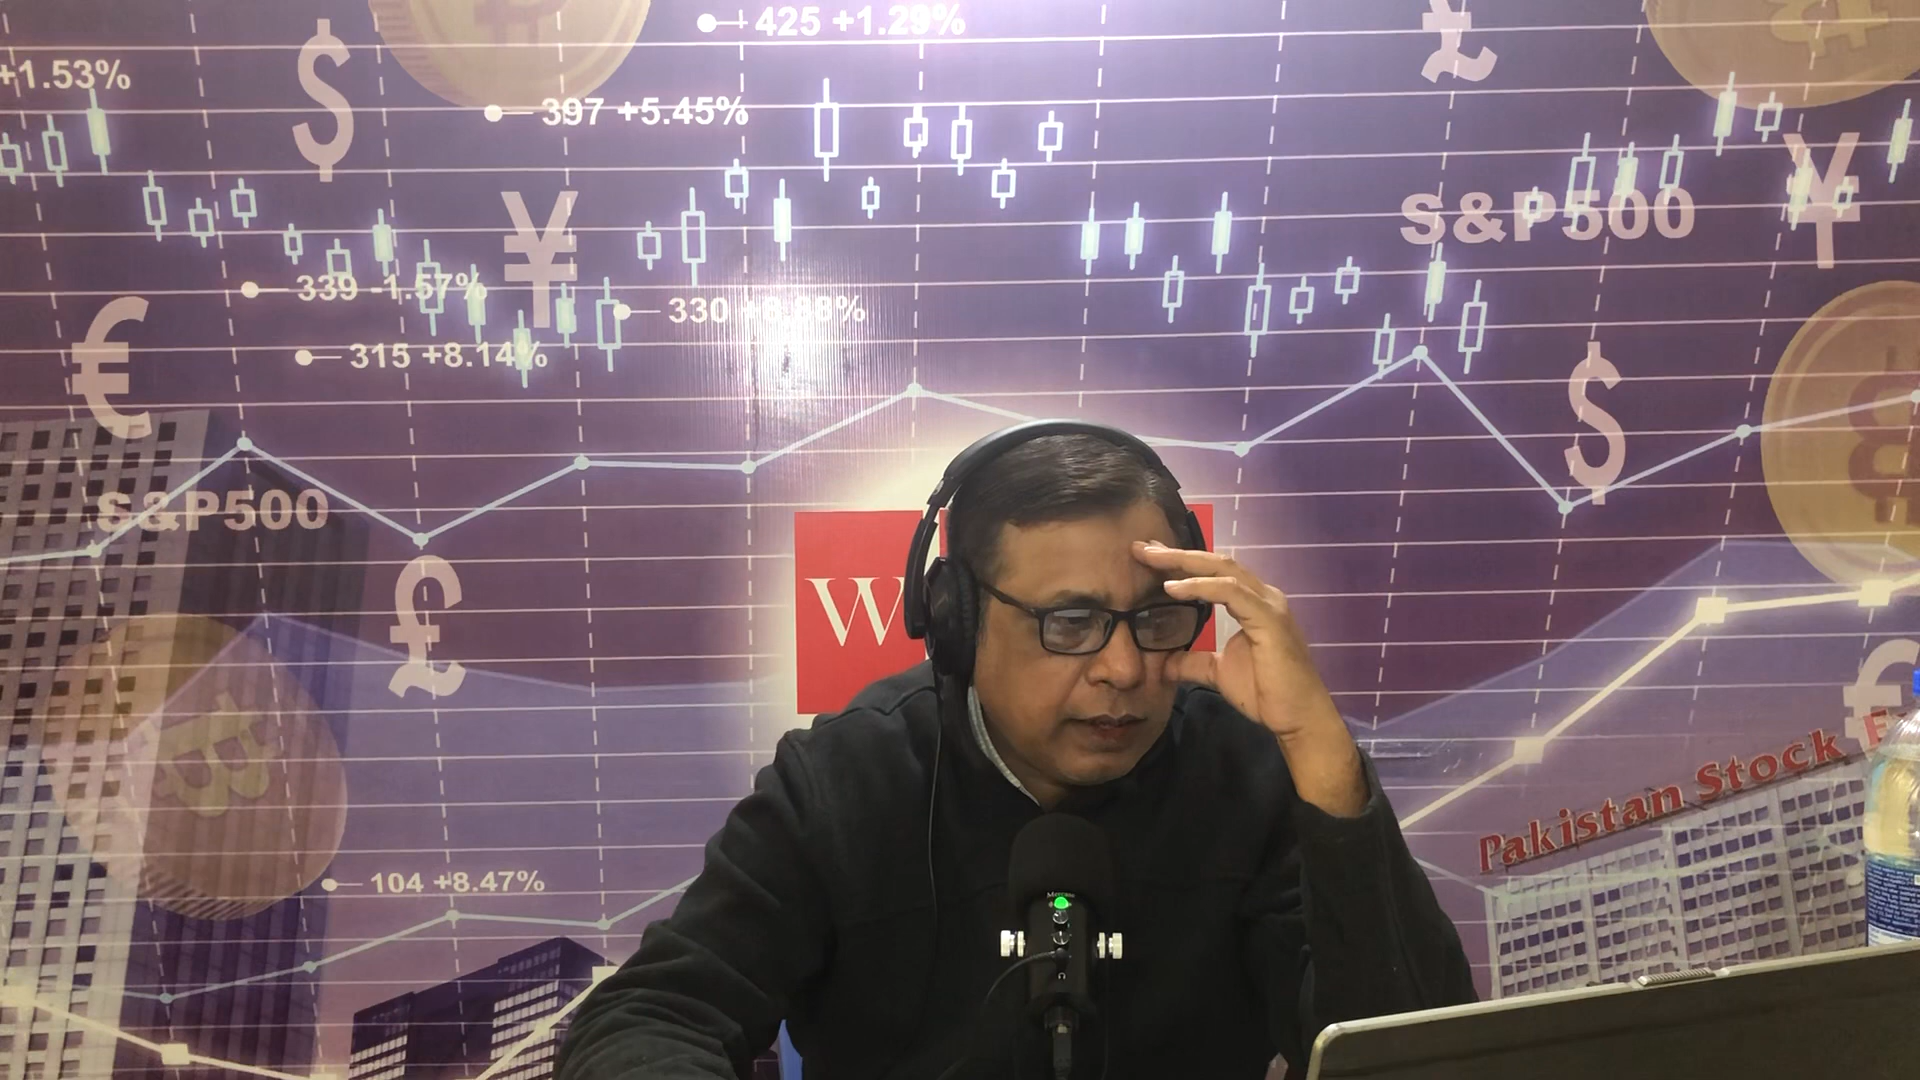 425 +1.29%
+1.53%
397 +5.45%
S&P500
339 -1.57%
330 +8.88%
315 +8.14%
S&P500
W
Pakistan Stock E
104 +8.47%